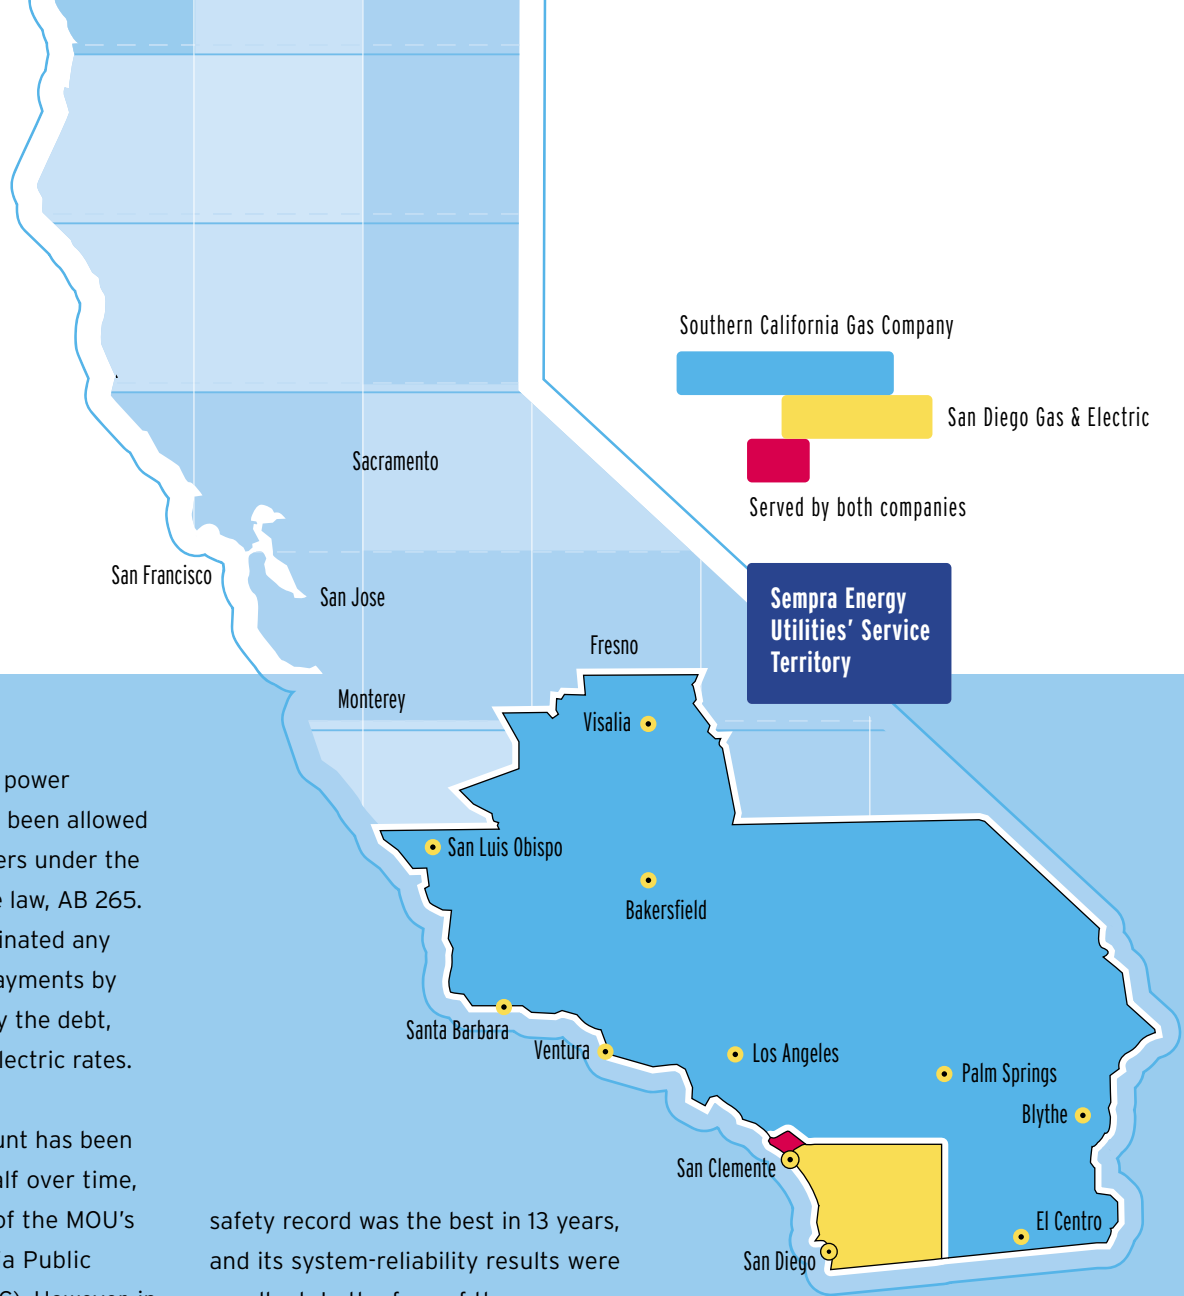 Southern California Gas Company
San Diego Gas & Electric
Served by both companies
Sempra Energy
Utilities’ Service
Territory
Sacramento
San Francisco
San Jose
Fresno
Monterey
Visalia
San Luis Obispo
Bakersfield
Santa Barbara
Ventura
Los Angeles
Palm Springs
Blythe
San Clemente
El Centro
San Diego
power
been allowed
ers under the
law, AB 265.
inated any
ayments by
y the debt,
lectric rates.
unt has been
alf over time,
of the MOU’s
ia Public
However in
safety record was the best in 13 years,
and its system-reliability results were